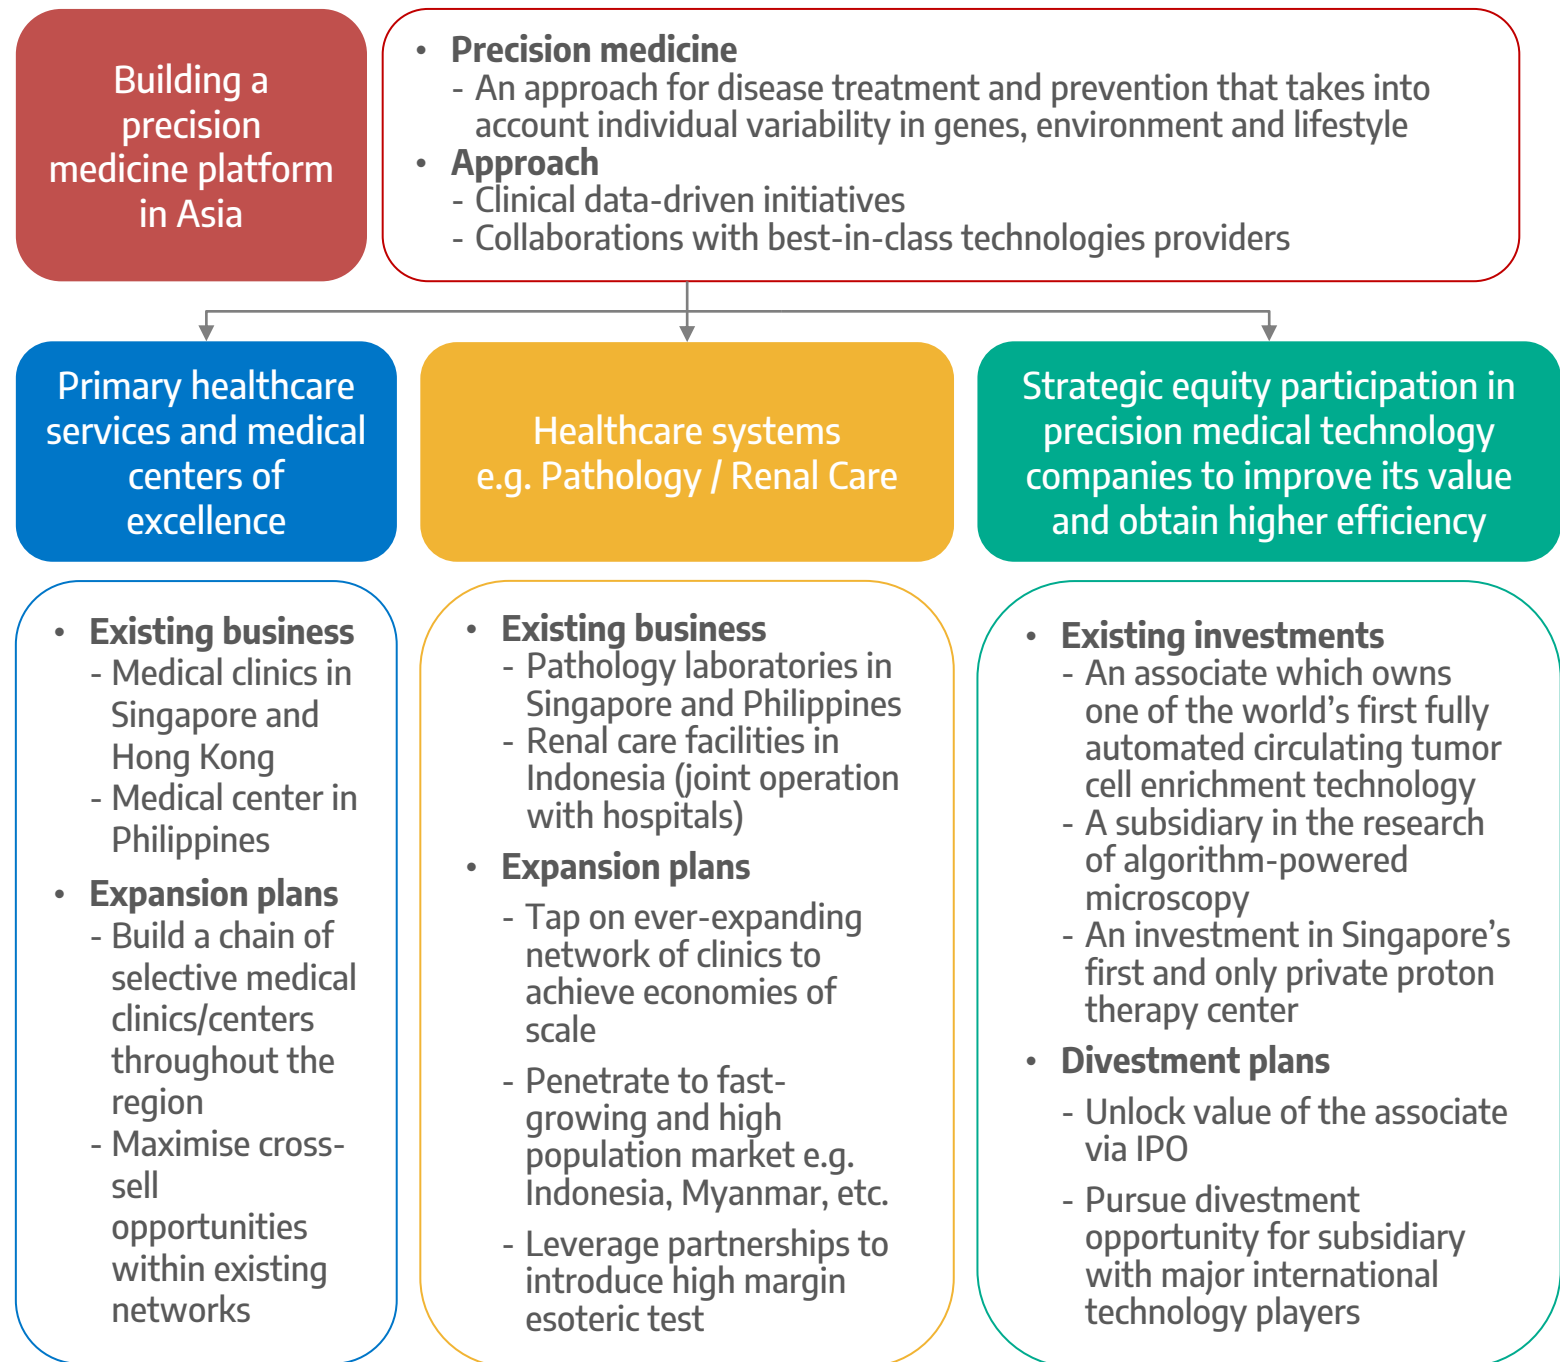 Building a
precision
medicine platform
in Asia
• Precision medicine
- An approach for disease treatment and prevention that takes into
account individual variability in genes, environment and lifestyle
• Approach
- Clinical data-driven initiatives
- Collaborations with best-in-class technologies providers
Primary healthcare
services and medical
centers of
excellence
Healthcare systems
e.g. Pathology / Renal Care
Strategic equity participation in
precision medical technology
companies to improve its value
and obtain higher efficiency
• Existing business
- Medical clinics in
Singapore and
Hong Kong
- Medical center in
Philippines
• Expansion plans
- Build a chain of
selective medical
clinics/centers
throughout the
region
- Maximise cross-
sell
opportunities
within existing
networks
• Existing business
- Pathology laboratories in
Singapore and Philippines
- Renal care facilities in
Indonesia (joint operation
with hospitals)
• Expansion plans
- Tap on ever-expanding
network of clinics to
achieve economies of
scale
- Penetrate to fast-
growing and high
population market e.g.
Indonesia, Myanmar, etc.
- Leverage partnerships to
introduce high margin
esoteric test
• Existing investments
- An associate which owns
one of the world’s first fully
automated circulating tumor
cell enrichment technology
- A subsidiary in the research
of algorithm-powered
microscopy
- An investment in Singapore’s
first and only private proton
therapy center
• Divestment plans
- Unlock value of the associate
via IPO
- Pursue divestment
opportunity for subsidiary
with major international
technology players